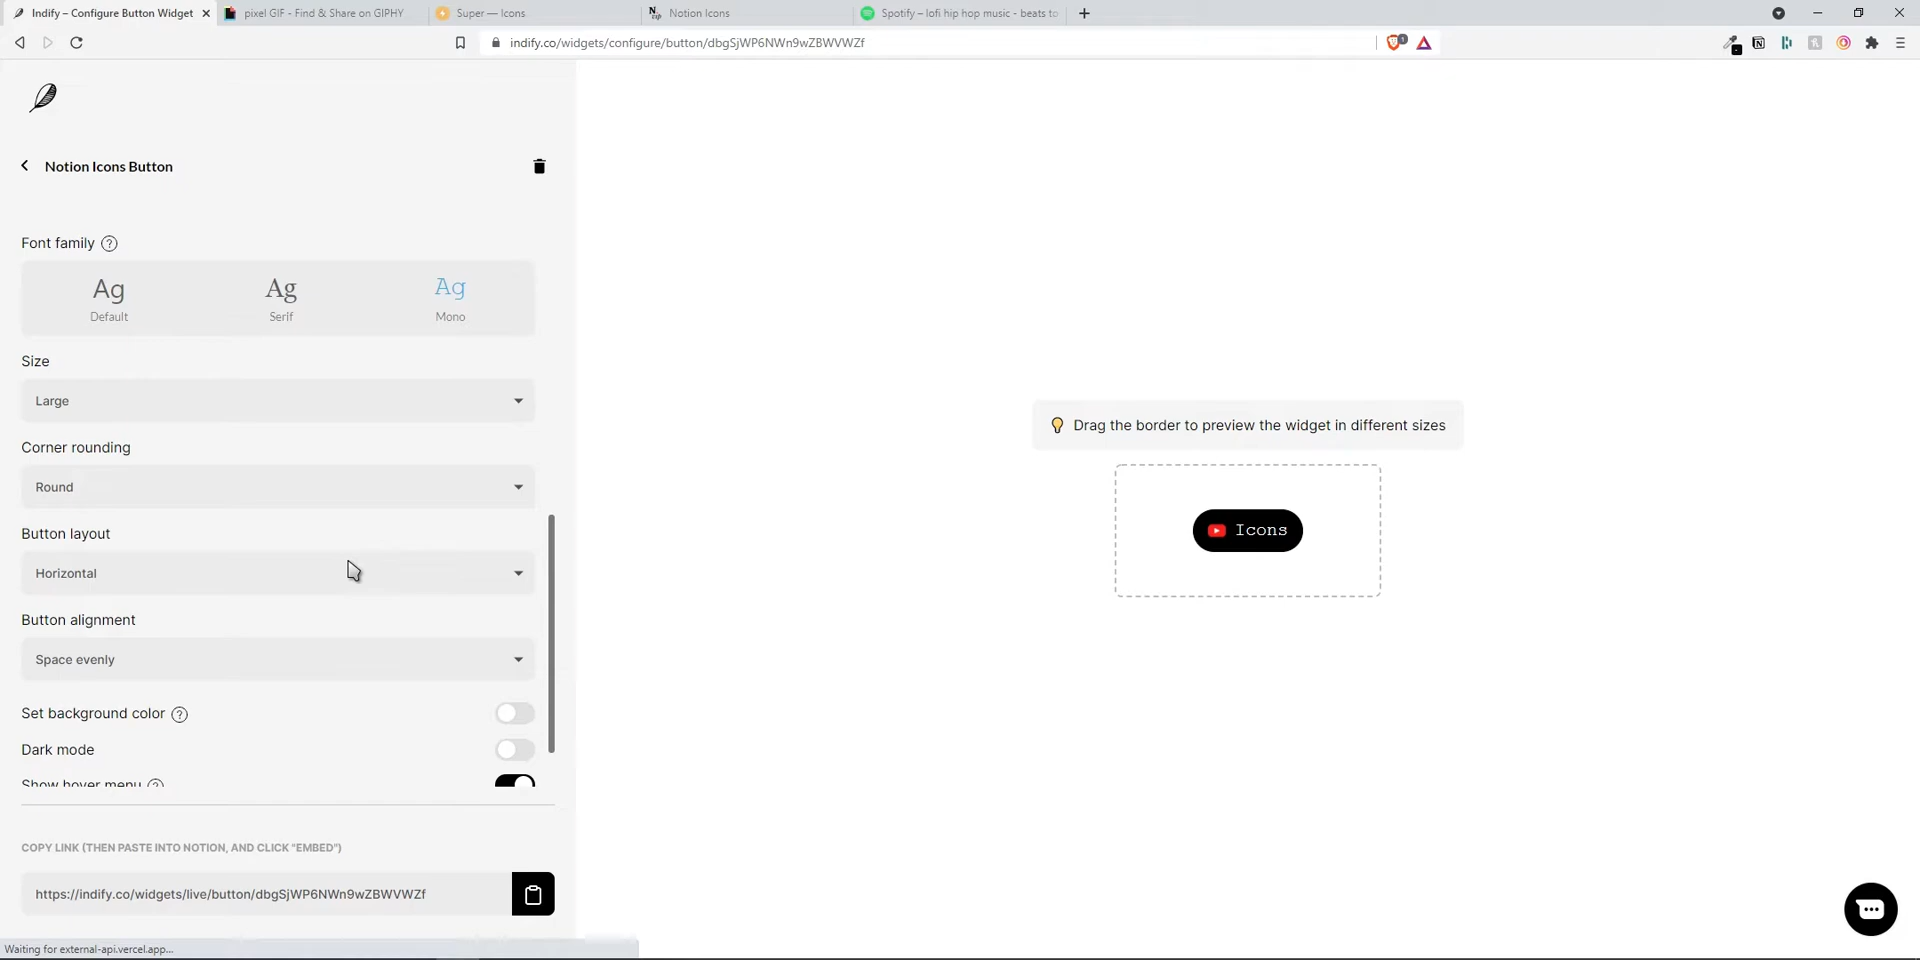 Indify – Configure Button Widget
pixel GIF - Find & Share on GIPHY
Super — Icons
Notion Icons
Spotify – lofi hip hop music - beats to
indify.co/widgets/configure/button/dbgSjWP6NWn9wZBWVWZf
1
Notion Icons Button
Font family ?
Ag Ag Ag
Default Serif Mono
Size
Large
Corner rounding
Round
Button layout
Horizontal
Button alignment
Space evenly
Set background color ?
Dark mode
Show hover menu ?
COPY LINK (THEN PASTE INTO NOTION, AND CLICK "EMBED")
https://indify.co/widgets/live/button/dbgSjWP6NWn9wZBWVWZf
Waiting for external-api.vercel.app...
Drag the border to preview the widget in different sizes
Icons